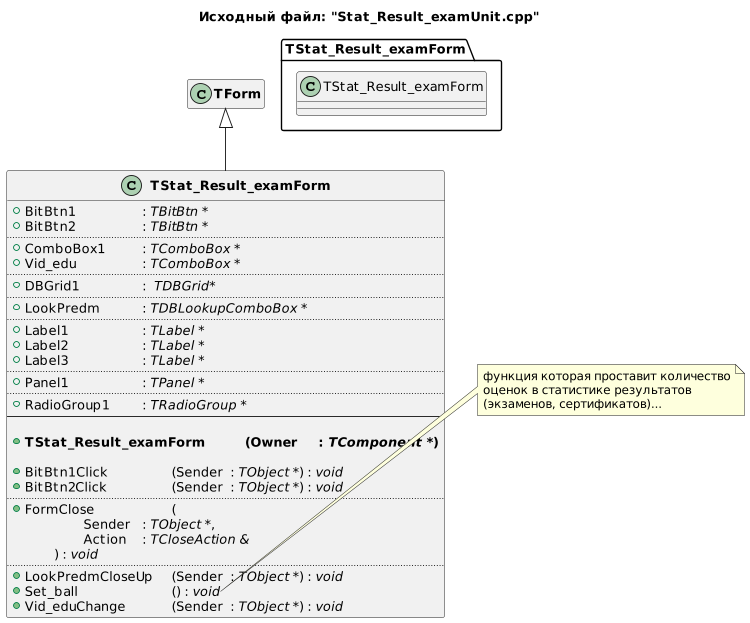 Исходный файл: "Stat_Result_examUnit.cpp"
TStat_Result_examForm
C TStat_Result_examForm
C TForm
C TStat_Result_examForm
BitBtn1 : TBitBtn *
BitBtn2 : TBitBtn *
ComboBox1 : TComboBox *
Vid_edu : TComboBox *
DBGrid1 : TDBGrid*
LookPredm : TDBLookupComboBox *
Label1 : TLabel *
Label2 : TLabel *
Label3 : TLabel *
Panel1 : TPanel *
RadioGroup1 : TRadioGroup *
TStat_Result_examForm (Owner : TComponent *)
BitBtn1Click (Sender : TObject *) : void
BitBtn2Click (Sender : TObject *) : void
FormClose (
Sender : TObject *,
Action : TCloseAction &
) : void
LookPredmCloseUp (Sender : TObject *) : void
Set_ball () : void
Vid_eduChange (Sender : TObject *) : void
функция которая проставит количество
оценок в статистике результатов
(экзаменов, сертификатов)...